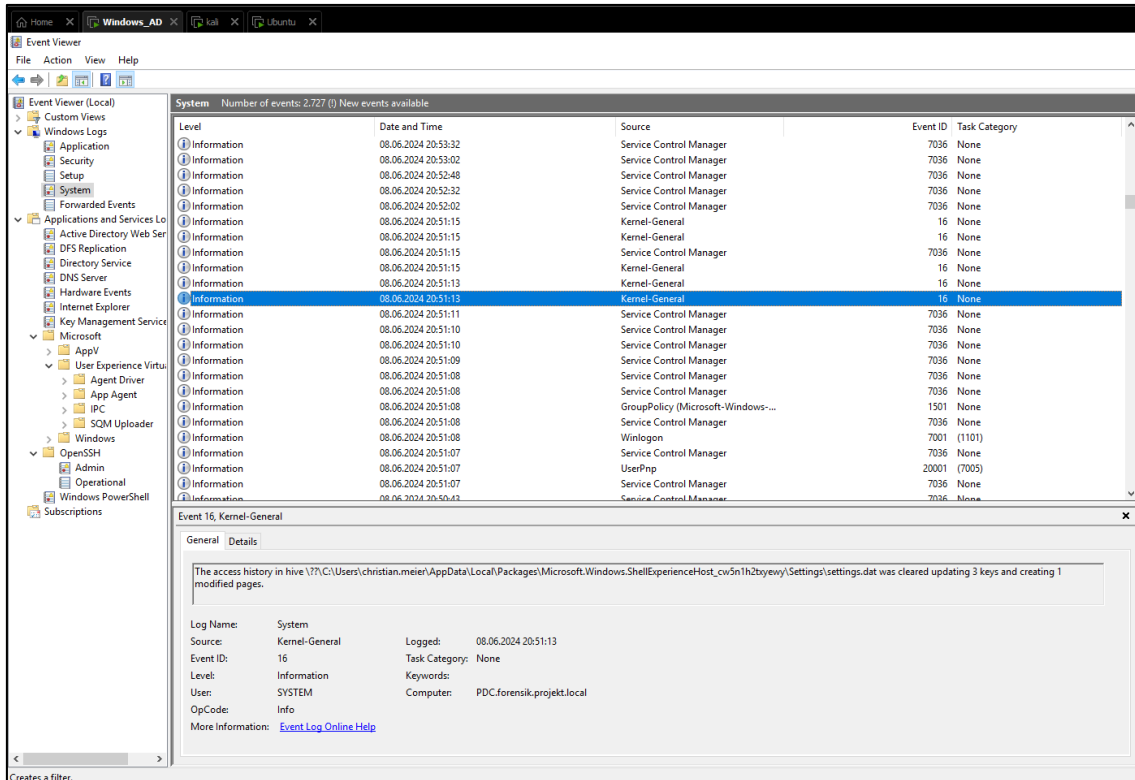 Home Windows_AD kali Ubuntu
Event Viewer
File Action View Help
Event Viewer (Local)
Custom Views
Windows Logs
Application
Security
Setup
System
Forwarded Events
Applications and Services Lo
Active Directory Web Ser
DFS Replication
Directory Service
DNS Server
Hardware Events
Internet Explorer
Key Management Service
Microsoft
AppV
User Experience Virtu
Agent Driver
App Agent
IPC
SQM Uploader
Windows
OpenSSH
Admin
Operational
Windows PowerShell
Subscriptions
System Number of events: 2.727 (!) New events available
Level Date and Time Source Event ID Task Category
Information 08.06.2024 20:53:32 Service Control Manager 7036 None
Information 08.06.2024 20:53:02 Service Control Manager 7036 None
Information 08.06.2024 20:52:48 Service Control Manager 7036 None
Information 08.06.2024 20:52:32 Service Control Manager 7036 None
Information 08.06.2024 20:52:02 Service Control Manager 7036 None
Information 08.06.2024 20:51:15 Kernel-General 16 None
Information 08.06.2024 20:51:15 Kernel-General 16 None
Information 08.06.2024 20:51:15 Service Control Manager 7036 None
Information 08.06.2024 20:51:15 Kernel-General 16 None
Information 08.06.2024 20:51:13 Kernel-General 16 None
Information 08.06.2024 20:51:13 Kernel-General 16 None
Information 08.06.2024 20:51:11 Service Control Manager 7036 None
Information 08.06.2024 20:51:10 Service Control Manager 7036 None
Information 08.06.2024 20:51:10 Service Control Manager 7036 None
Information 08.06.2024 20:51:09 Service Control Manager 7036 None
Information 08.06.2024 20:51:08 Service Control Manager 7036 None
Information 08.06.2024 20:51:08 Service Control Manager 7036 None
Information 08.06.2024 20:51:08 GroupPolicy (Microsoft-Windows-... 1501 None
Information 08.06.2024 20:51:08 Service Control Manager 7036 None
Information 08.06.2024 20:51:08 Winlogon 7001 (1101)
Information 08.06.2024 20:51:07 Service Control Manager 7036 None
Information 08.06.2024 20:51:07 UserPnp 20001 (7005)
Information 08.06.2024 20:51:07 Service Control Manager 7036 None
Information 08.06.2024 20:50:43 Service Control Manager 7036 None
Event 16, Kernel-General
General Details
The access history in hive \??\C:\Users\christian.meier\AppData\Local\Packages\Microsoft.Windows.ShellExperienceHost_cw5n1h2txyewy\Settings\settings.dat was cleared updating 3 keys and creating 1
modified pages.
Log Name: System
Source: Kernel-General Logged: 08.06.2024 20:51:13
Event ID: 16 Task Category: None
Level: Information Keywords:
User: SYSTEM Computer: PDC.forensik.projekt.local
OpCode: Info
More Information: Event Log Online Help
Creates a filter.